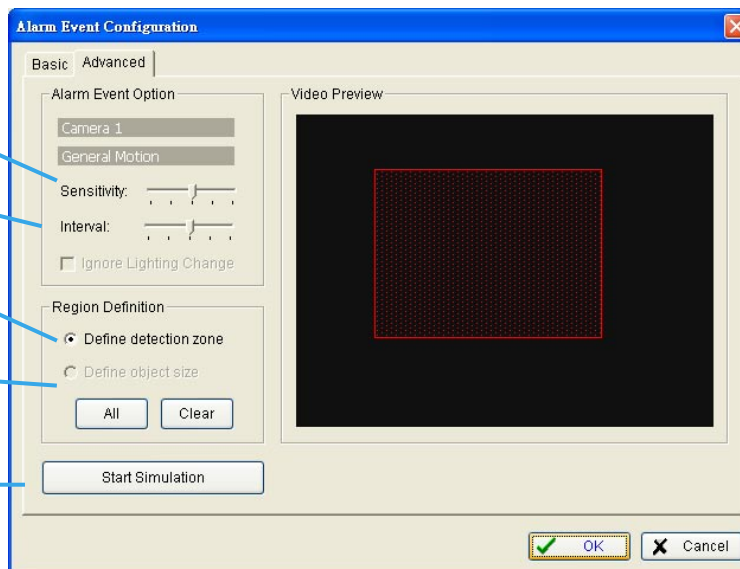 Alarm Event Configuration
Basic
Advanced
Alarm Event Option
Camera 1
General Motion
Sensitivity:
Interval:
Ignore Lighting Change
Region Definition
Define detection zone
Define object size
All
Clear
Start Simulation
Video Preview
OK
Cancel